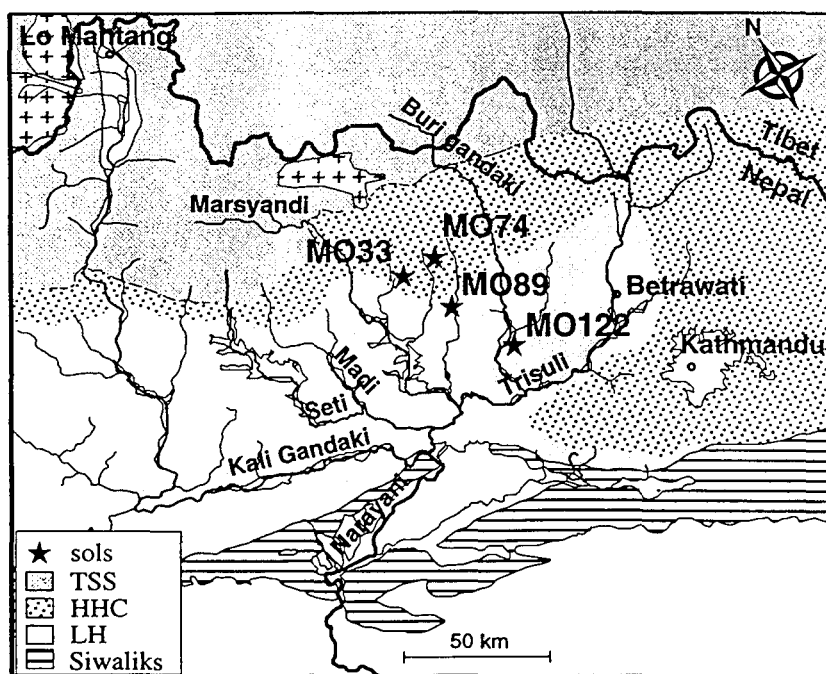 Lo Mahtang
N
Buri gandaki
Tibet
Nepal
Marsyandi
MO74
MO33
MO89
Betrawati
MO122
Kathmandu
Madi
Trisuli
Seti
Kali Gandaki
Narayani
sols
TSS
HHC
LH
Siwaliks
50 km